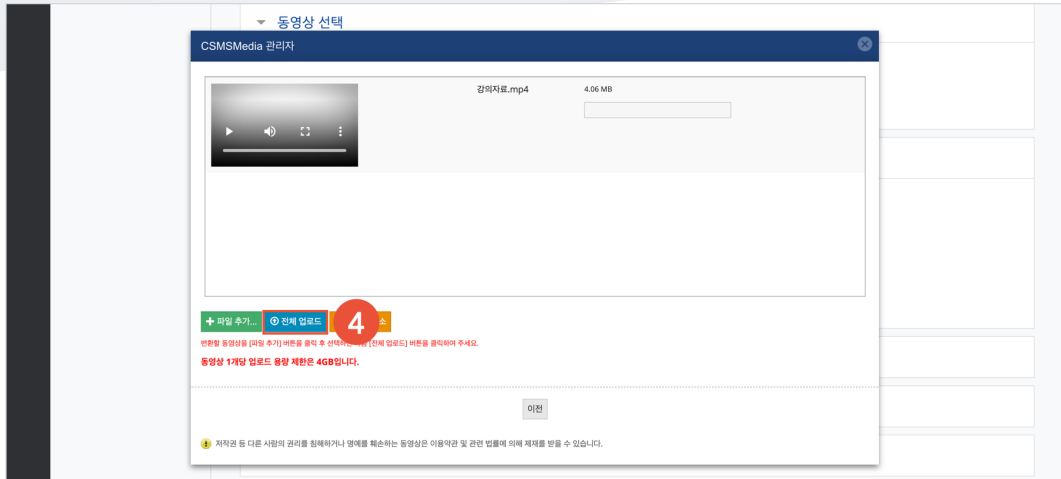 동영상 선택
CSMSMedia 관리자
강의자료.mp4 4.06 MB
파일 추가... 전체 업로드 4 소
변환할 동영상을 [파일 추가] 버튼을 클릭 후 선택하 [전체 업로드] 버튼을 클릭하여 주세요.
동영상 1개당 업로드 용량 제한은 4GB입니다.
이전
저작권 등 다른 사람의 권리를 침해하거나 명예를 훼손하는 동영상은 이용약관 및 관련 법률에 의해 제재를 받을 수 있습니다.